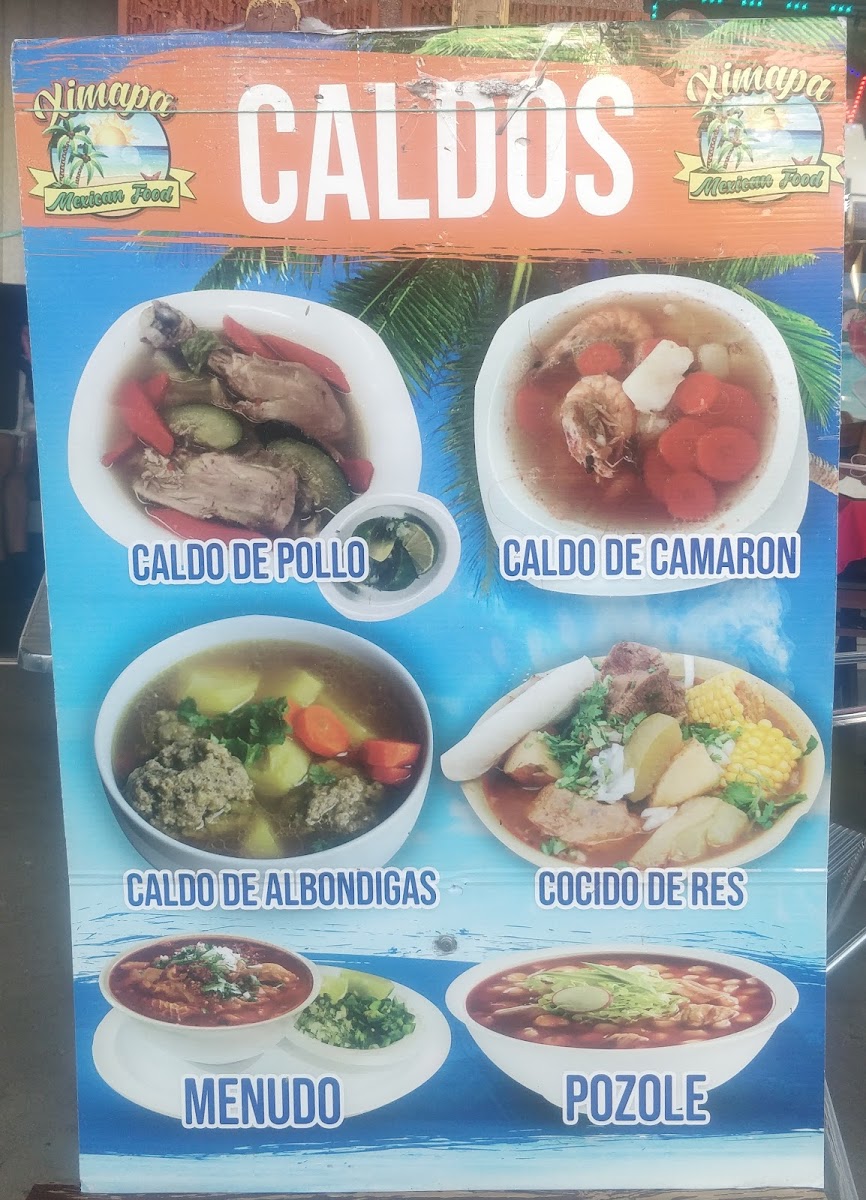 Ximapa
Mexican Food
CALDOS
Ximapa
Mexican Food
CALDO DE POLLO
CALDO DE CAMARON
CALDO DE ALBONDIGAS
COCIDO DE RES
MENUDO
POZOLE